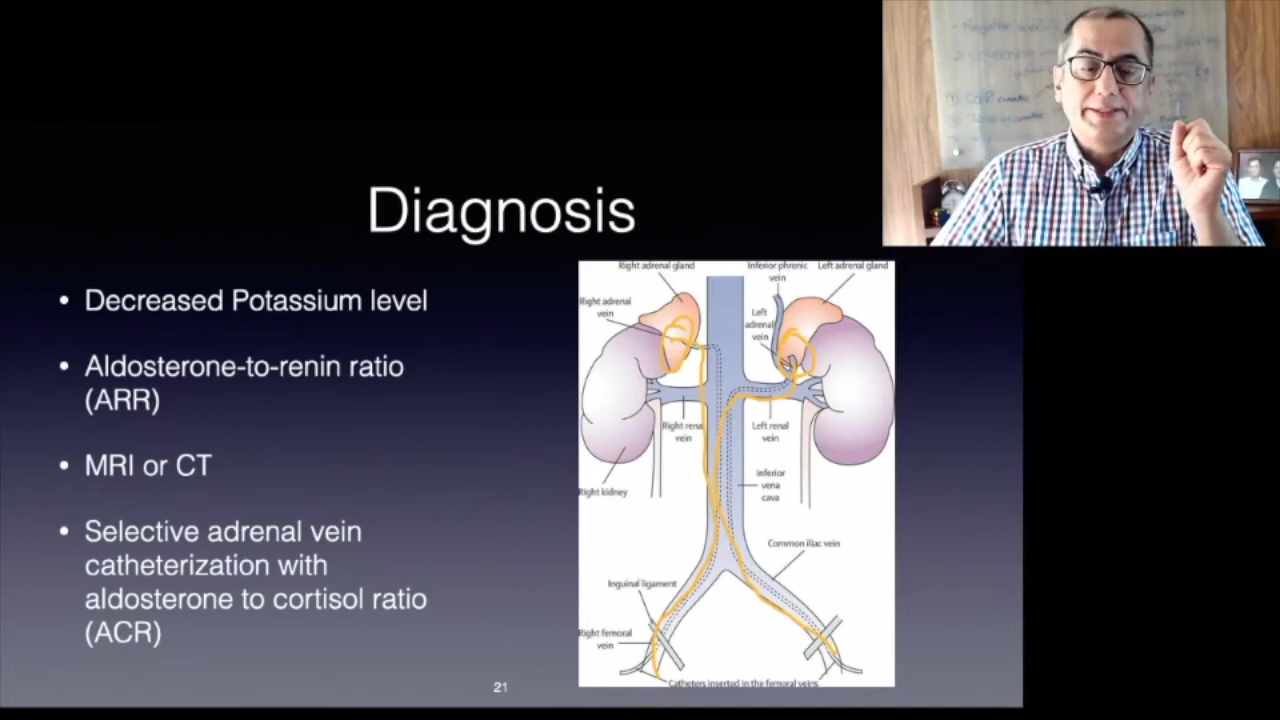 Diagnosis
• Decreased Potassium level
• Aldosterone-to-renin ratio
(ARR)
• MRI or CT
• Selective adrenal vein
catheterization with
aldosterone to cortisol ratio
(ACR)
Right adrenal gland
Inferior phrenic
vein
Left adrenal gland
Right adrenal
vein
Left
adrenal
vein
Right rena
vein
Left renal
vein
Right kidney
Inferior
vena
cava
Common iliac vein
Inguinal ligament
Right femoral
vein
Catheters inserted in the femoral veins
21